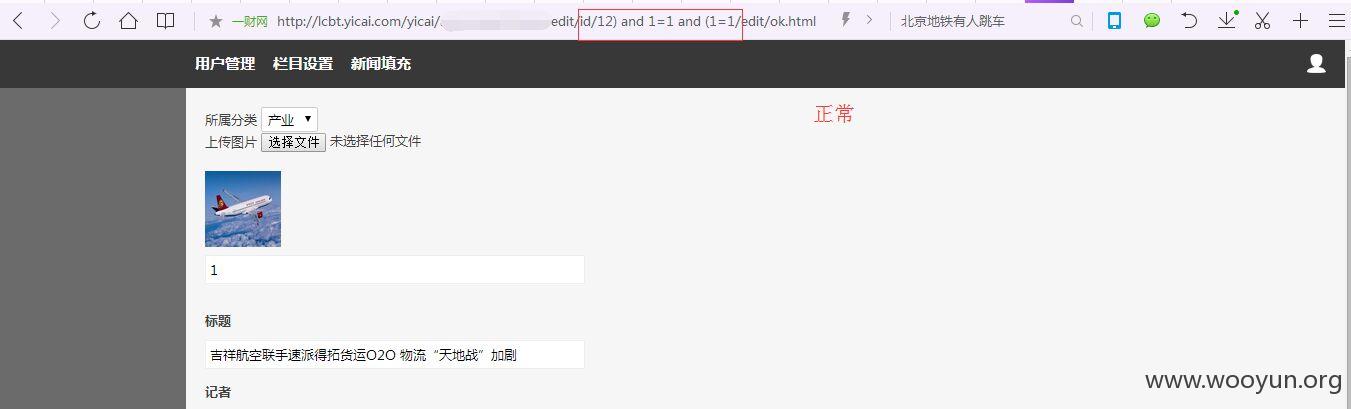 一财网 http://lcbt.yicai.com/yicai/ edit/id/12) and 1=1 and (1=1/edit/ok.html 北京地铁有人跳车
用户管理 栏目设置 新闻填充
正常
所属分类 产业
上传图片 选择文件 未选择任何文件
1
标题
吉祥航空联手速派得拓货运O2O 物流“天地战”加剧
www.wooyun.org
记者